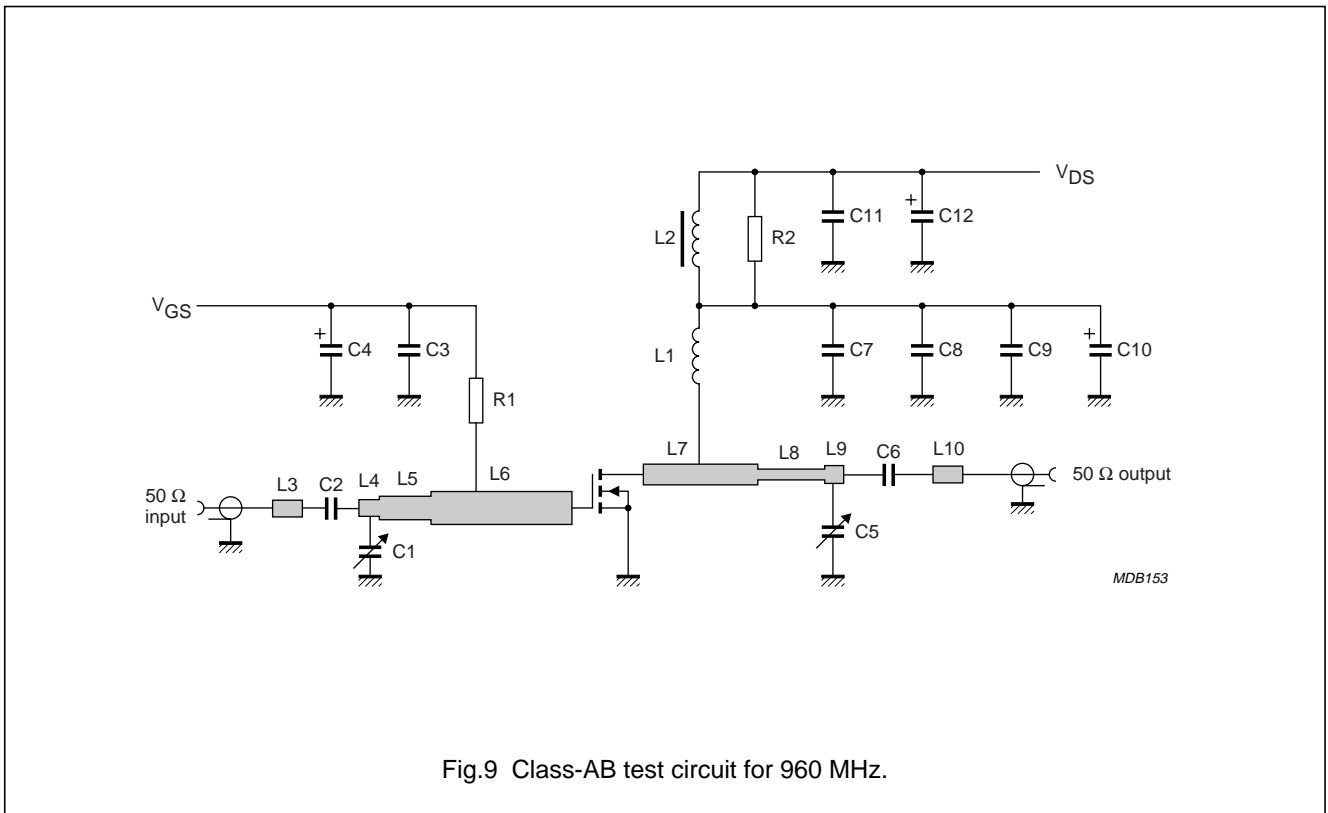 V_DS
C11
C12
+
L2
R2
V_GS
+
C4
C3
R1
L1
C7
C8
C9
+
C10
L7
L8
L9
C6
L10
50 Ω output
50 Ω
input
L3
C2
L4
L5
L6
C1
C5
MDB153
Fig.9 Class-AB test circuit for 960 MHz.